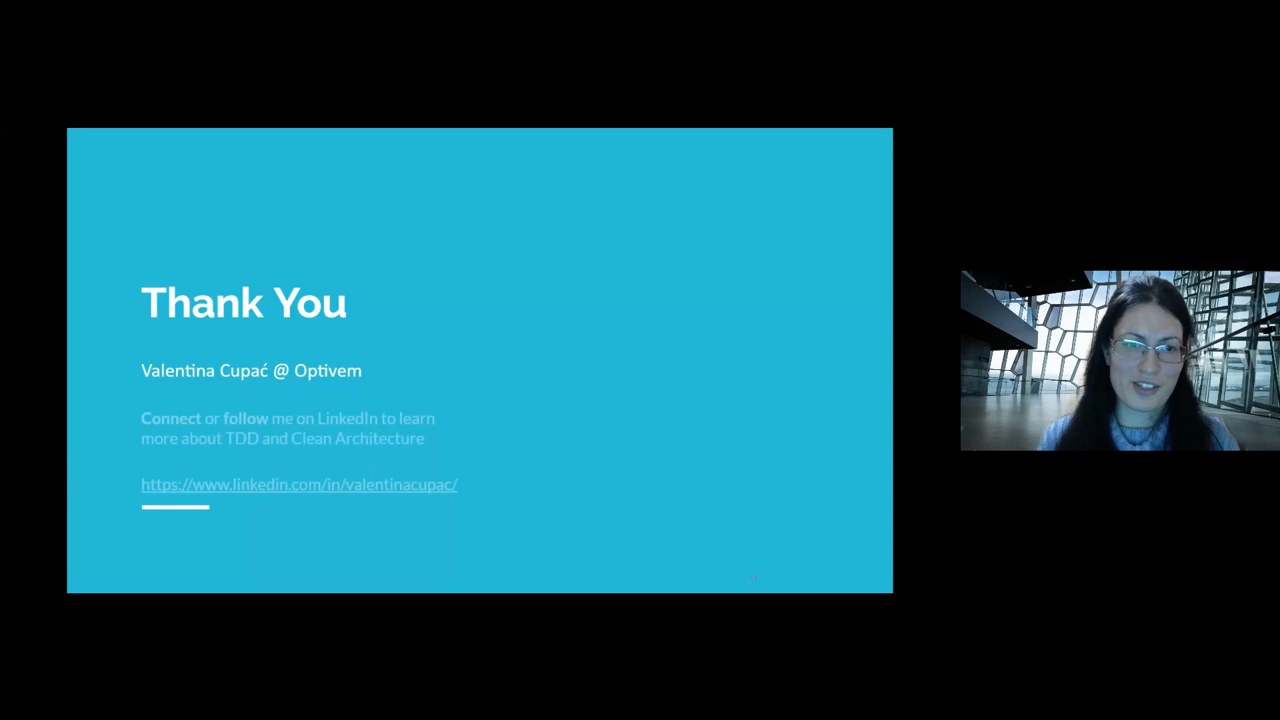 Thank You
Valentina Cupać @ Optivem
Connect or follow me on LinkedIn to learn
more about TDD and Clean Architecture
https://www.linkedin.com/in/valentinacupac/